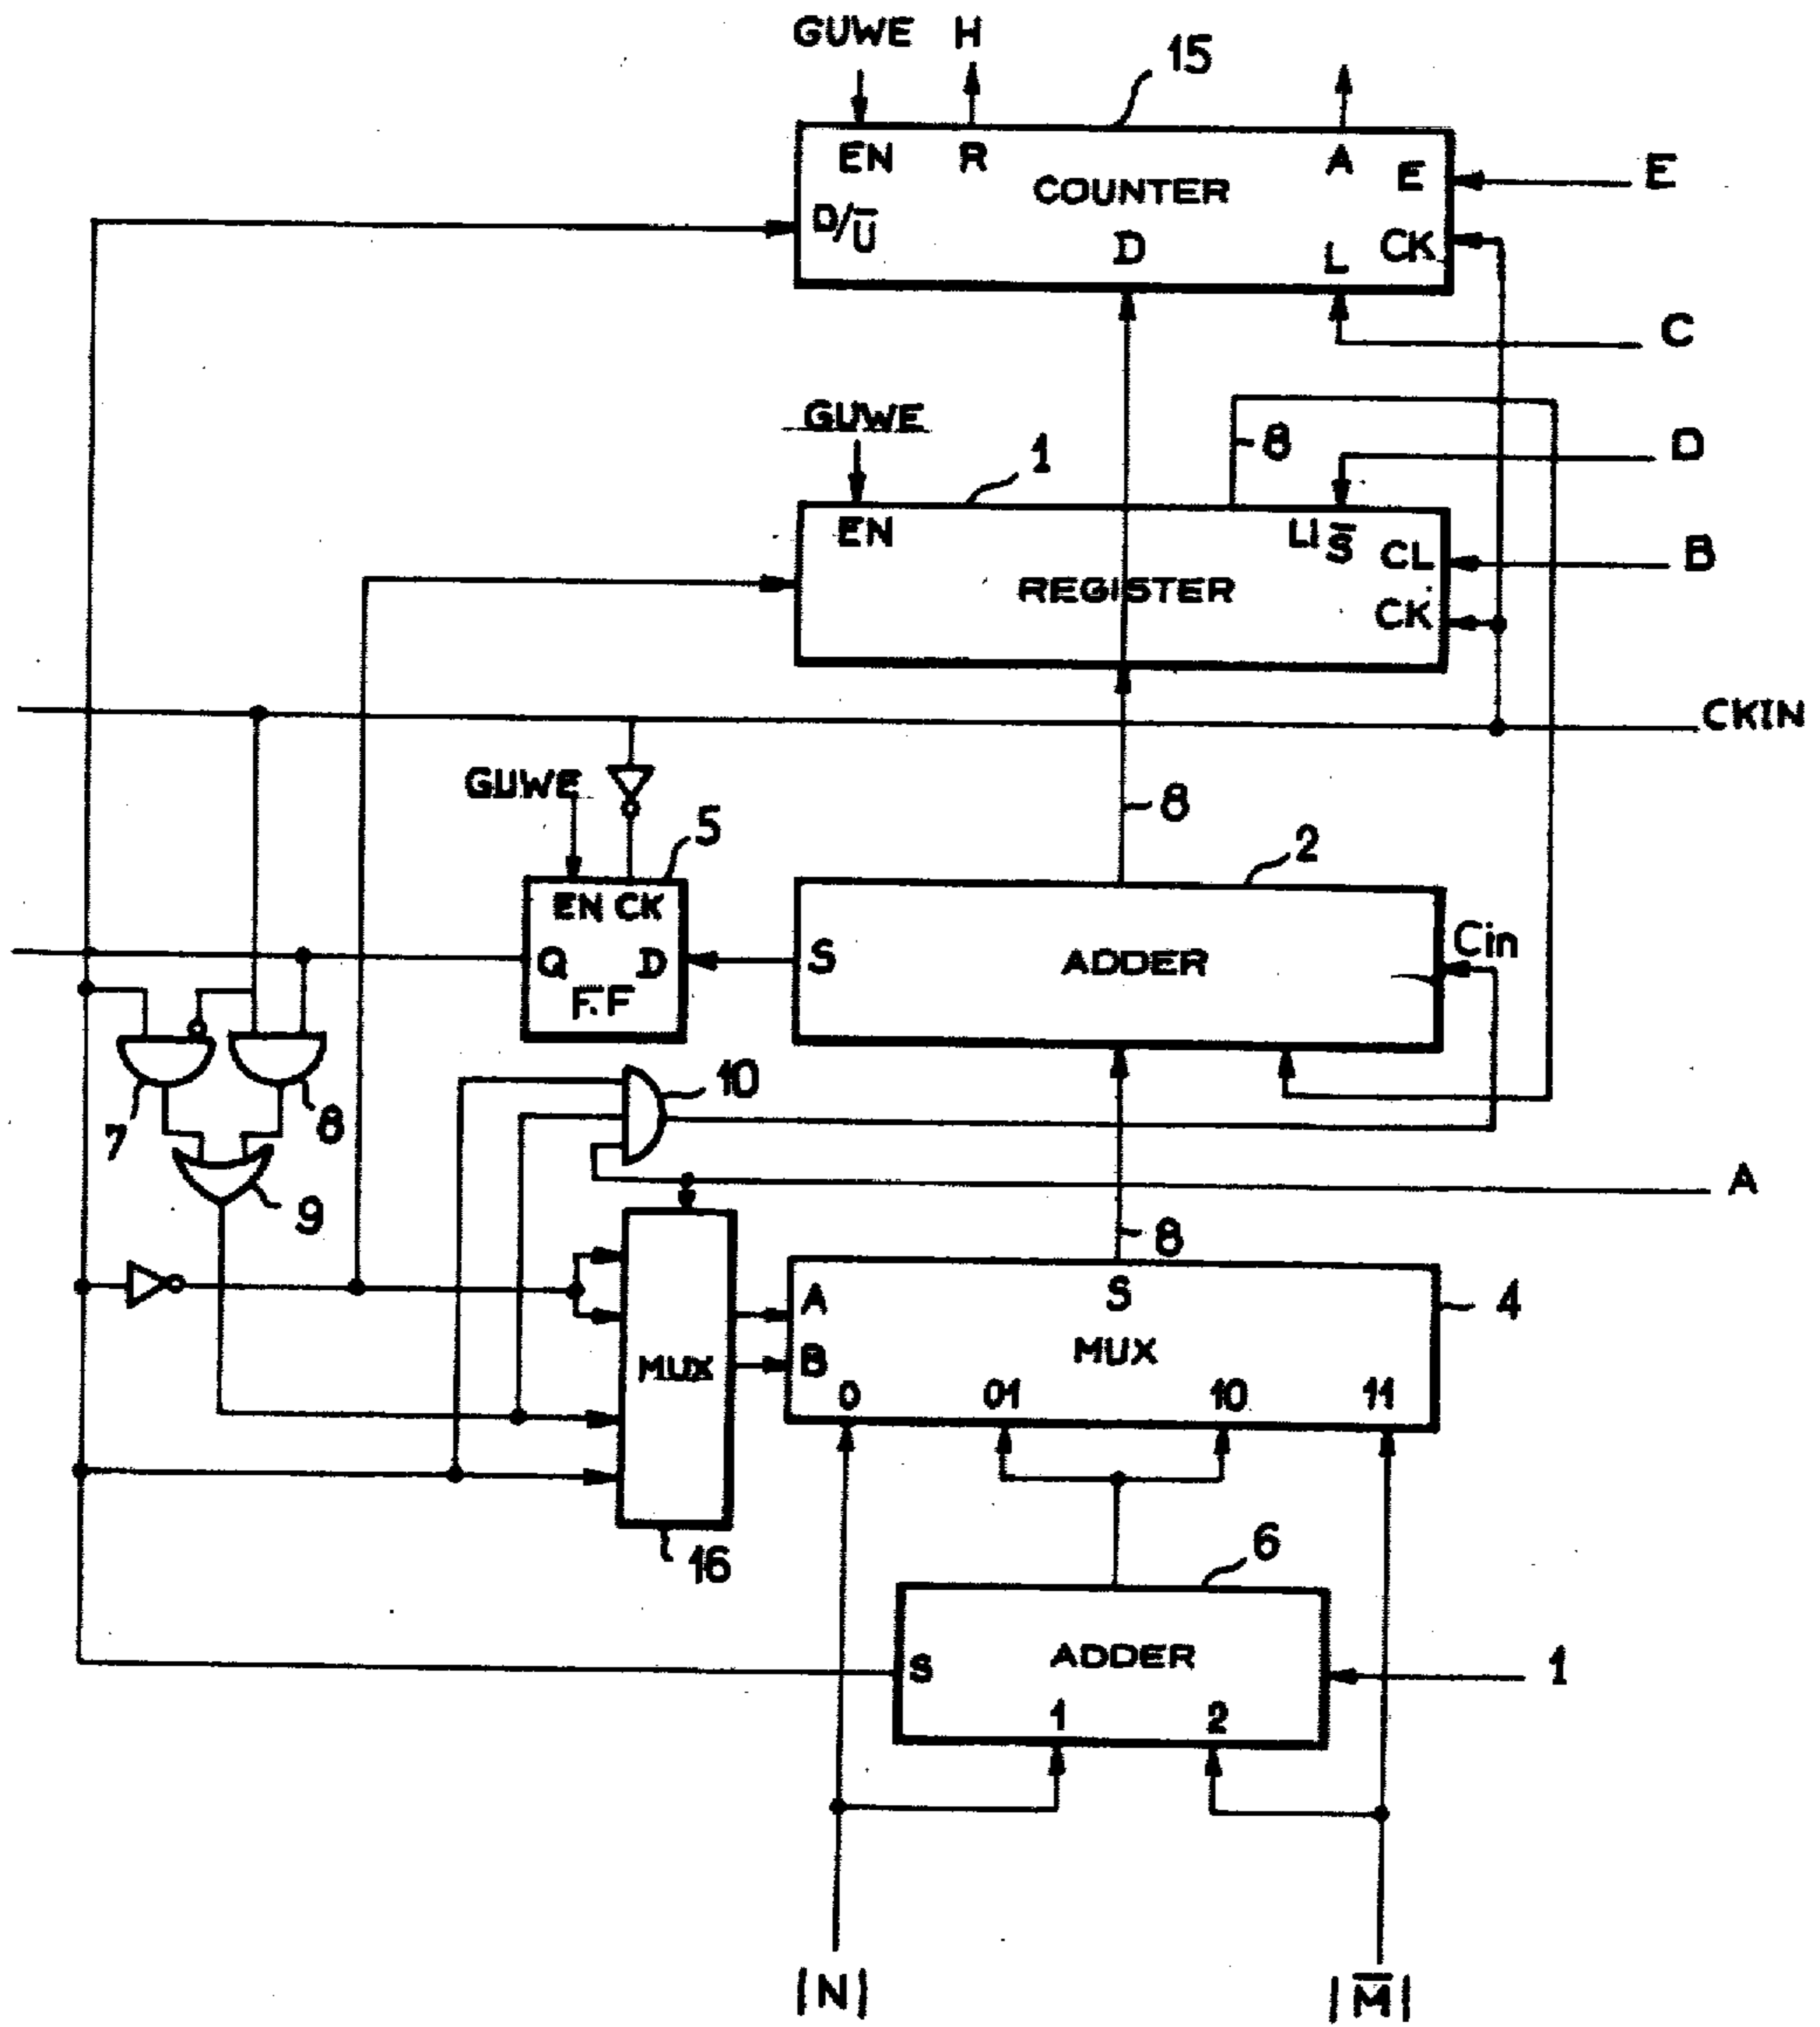 GUWE H
15
EN R A E
E
COUNTER
D/U̅ D L CK
C
GUWE
8
D
1
EN LI S̅ CL
B
REGISTER
CK
CKIN
GUWE
8
5
2
EN CK
Q D
F.F
S ADDER Cin
10
7 8
A
9
8
A S
4
MUX
B MUX
0 01 10 11
16
6
S ADDER
1
1 2
|N| |M̅|